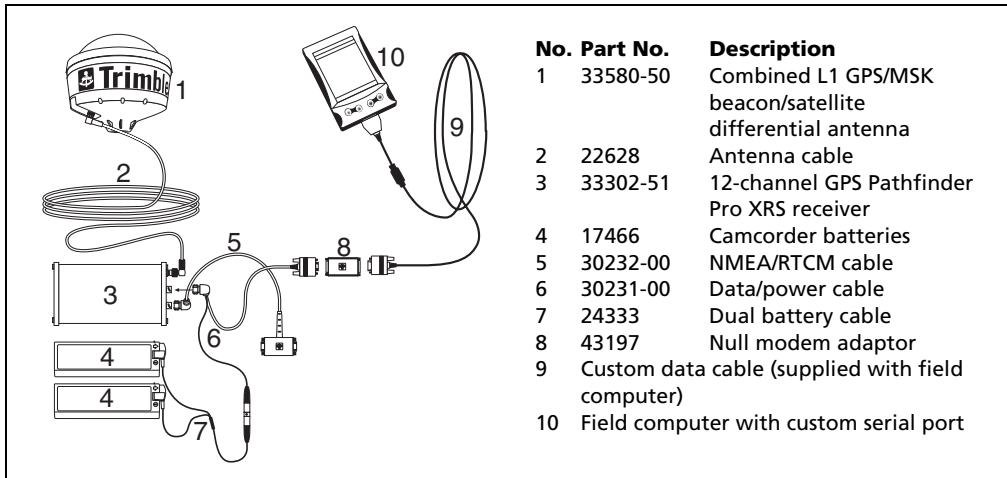 Trimble
1
2
3
4
4
5
6
7
8
9
10
No. Part No. Description
1 33580-50 Combined L1 GPS/MSK
beacon/satellite
differential antenna
2 22628 Antenna cable
3 33302-51 12-channel GPS Pathfinder
Pro XRS receiver
4 17466 Camcorder batteries
5 30232-00 NMEA/RTCM cable
6 30231-00 Data/power cable
7 24333 Dual battery cable
8 43197 Null modem adaptor
9 Custom data cable (supplied with field
computer)
10 Field computer with custom serial port